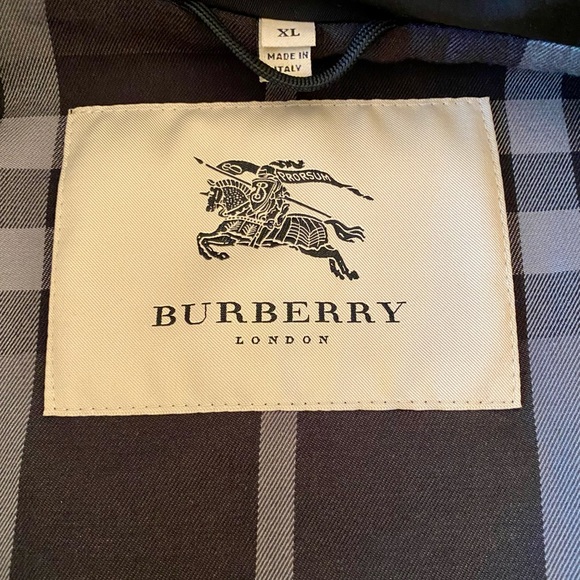 XL
MADE IN
ITALY
PRORSUM
BURBERRY
LONDON